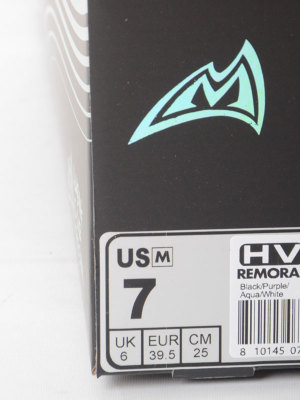 M
US M
7
UK EUR CM
6 39.5 25
HV
REMORA
Black/Purple/
Aqua/White
8 10145 07